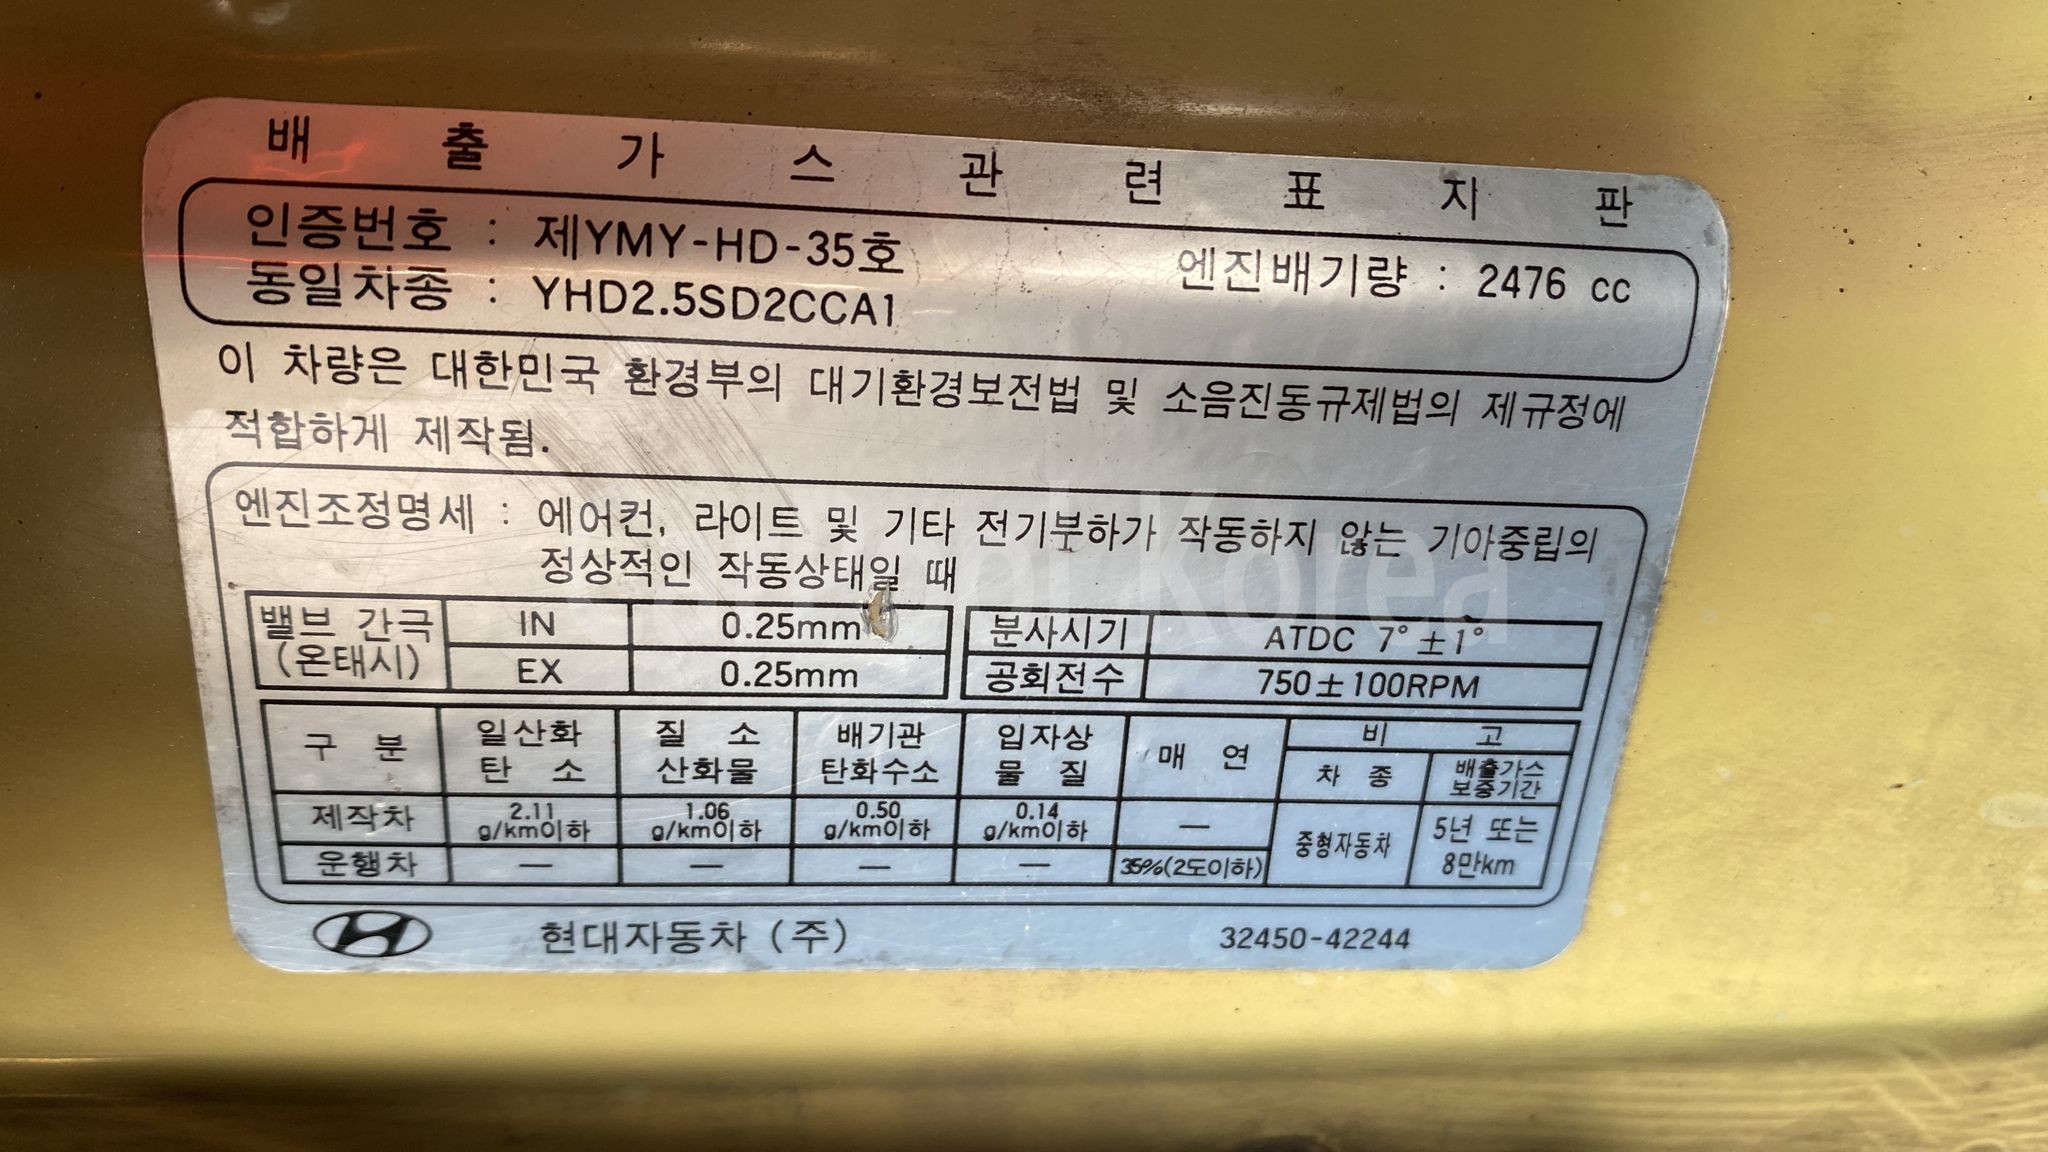 배 출 가 스 관 련 표 지 판
인증번호 : 제YMY-HD-35호 엔진배기량 : 2476 cc
동일차종 : YHD2.5SD2CCA1
이 차량은 대한민국 환경부의 대기환경보전법 및 소음진동규제법의 제규정에
적합하게 제작됨.
엔진조정명세 : 에어컨, 라이트 및 기타 전기부하가 작동하지 않는 기아중립의
정상적인 작동상태일 때
밸브 간극 (온태시) IN 0.25mm 분사시기 ATDC 7° ±1°
EX 0.25mm 공회전수 750±100RPM
구 분 일산화 탄 소 질 소 산화물 배기관 탄화수소 입자상 물 질 매 연 비 고
차 종 배출가스 보증기간
제작차 2.11 g/km이하 1.06 g/km이하 0.50 g/km이하 0.14 g/km이하 — 중형자동차 5년 또는 8만km
운행차 — — — — 35%(2도이하)
현대자동차 (주) 32450-42244
Korea